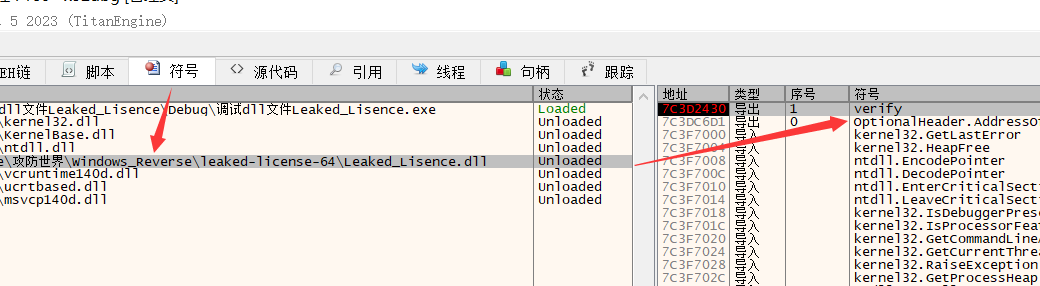 . 5 2023 (TitanEngine)
EH链 脚本 符号 源代码 引用 线程 句柄 跟踪
状态
dll文件Leaked_Lisence\Debug\调试dll文件Leaked_Lisence.exe Loaded
\kernel32.dll Unloaded
\kernelBase.dll Unloaded
\ntdll.dll Unloaded
e\攻防世界\Windows_Reverse\leaked-license-64\Leaked_Lisence.dll Unloaded
\vcruntime140d.dll Unloaded
\ucrtbased.dll Unloaded
\msvcp140d.dll Unloaded
地址 类型 序号 符号
7C3D2430 导出 1 verify
7C3DC6D1 导出 0 OptionalHeader.AddressO
7C3F7000 导入 kernel32.GetLastError
7C3F7004 导入 kernel32.HeapFree
7C3F7008 导入 ntdll.EncodePointer
7C3F700C 导入 ntdll.DecodePointer
7C3F7010 导入 ntdll.EnterCriticalSecti
7C3F7014 导入 ntdll.LeaveCriticalSecti
7C3F7018 导入 kernel32.IsDebuggerPrese
7C3F701C 导入 kernel32.IsProcessorFeat
7C3F7020 导入 kernel32.GetCommandLineA
7C3F7024 导入 kernel32.GetCurrentThrea
7C3F7028 导入 kernel32.RaiseException
7C3F702C 导入 kernel32.GetProcessHeap